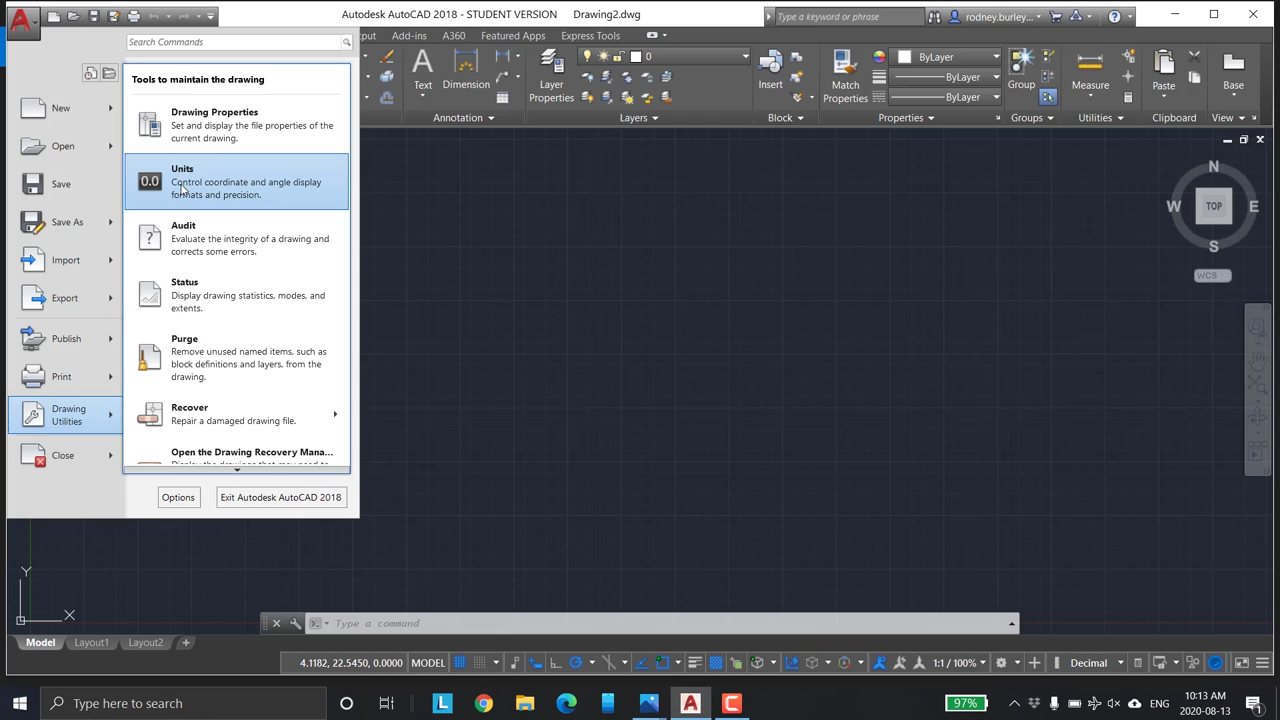 Autodesk AutoCAD 2018 - STUDENT VERSION Drawing2.dwg
Type a keyword or phrase
rodney.burley...
Search Commands
Add-ins A360 Featured Apps Express Tools
Tools to maintain the drawing
New
Open
Save
Save As
Import
Export
Publish
Print
Drawing
Utilities
Close
Drawing Properties
Set and display the file properties of the
current drawing.
0.0
Units
Control coordinate and angle display
formats and precision.
Audit
Evaluate the integrity of a drawing and
corrects some errors.
Status
Display drawing statistics, modes, and
extents.
Purge
Remove unused named items, such as
block definitions and layers, from the
drawing.
Recover
Repair a damaged drawing file.
Open the Drawing Recovery Mana...
Options Exit Autodesk AutoCAD 2018
A
Text
Dimension
Layer
Properties
0
Insert
Match
Properties
ByLayer
ByLayer
ByLayer
Group
Measure
Paste
Base
Annotation Layers Block Properties Groups Utilities Clipboard View
N
W TOP E
S
WCS
Y
X
Type a command
Model Layout1 Layout2 +
4.1182, 22.5450, 0.0000 MODEL 1:1 / 100% Decimal
Type here to search
L
A
C
97%
ENG
10:13 AM
2020-08-13